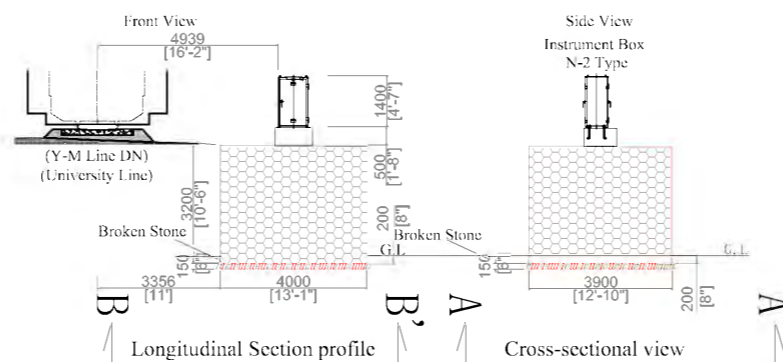 Front View
4939
[16'-2"]
1400
[4'-7"]
(Y-M Line DN)
(University Line)
500
[1'-8"]
3200
[10'-6"]
200
[8"]
Broken Stone
G.L
150
[6"]
3356
[11']
4000
[13'-1"]
B
B'
Longitudinal Section profile
Side View
Instrument Box
N-2 Type
Broken Stone
G.L
150
[6"]
3900
[12'-10"]
200
[8"]
A
A
Cross-sectional view